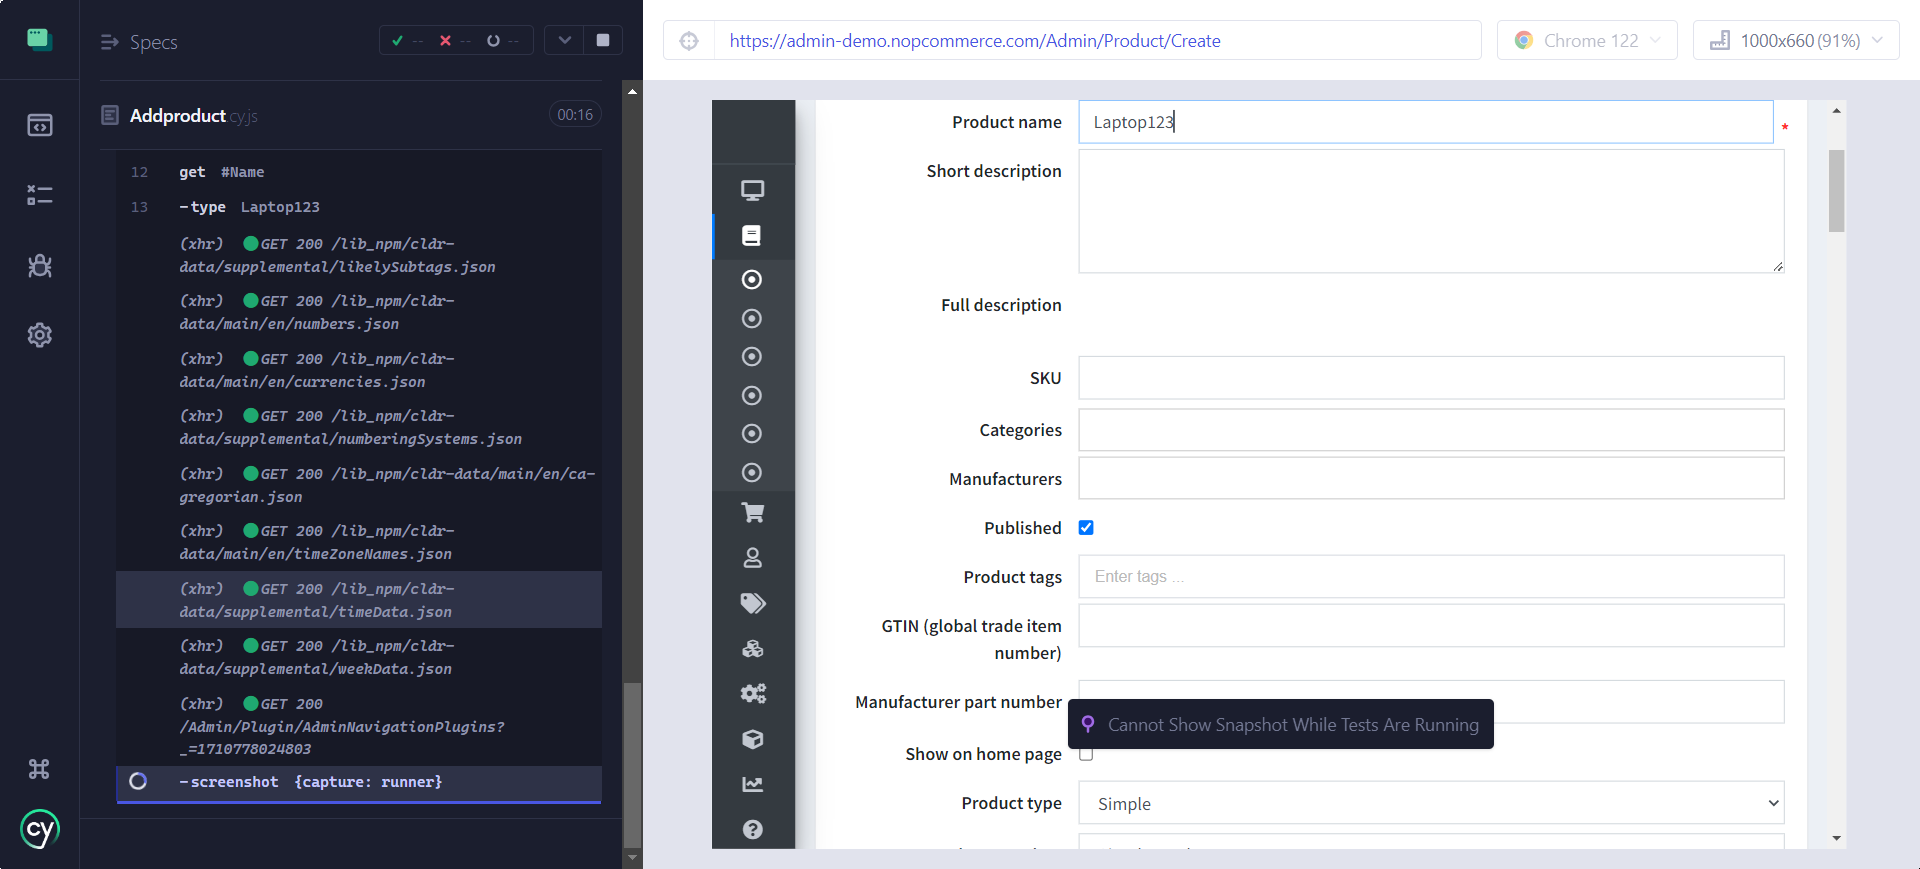 Specs
-- -- --
https://admin-demo.nopcommerce.com/Admin/Product/Create
Chrome 122
1000x660 (91%)
Addproduct.cy.js
00:16
12 get #Name
13 -type Laptop123
(xhr) GET 200 /lib_npm/cldr-
data/supplemental/likelySubtags.json
(xhr) GET 200 /lib_npm/cldr-
data/main/en/numbers.json
(xhr) GET 200 /lib_npm/cldr-
data/main/en/currencies.json
(xhr) GET 200 /lib_npm/cldr-
data/supplemental/numberingSystems.json
(xhr) GET 200 /lib_npm/cldr-data/main/en/ca-
gregorian.json
(xhr) GET 200 /lib_npm/cldr-
data/main/en/timeZoneNames.json
(xhr) GET 200 /lib_npm/cldr-
data/supplemental/timeData.json
(xhr) GET 200 /lib_npm/cldr-
data/supplemental/weekData.json
(xhr) GET 200
/Admin/Plugin/AdminNavigationPlugins?
_=1710778024803
-screenshot {capture: runner}
cy
Product name Laptop123 *
Short description
Full description
SKU
Categories
Manufacturers
Published
Product tags Enter tags ...
GTIN (global trade item
number)
Manufacturer part number
Cannot Show Snapshot While Tests Are Running
Show on home page
Product type Simple